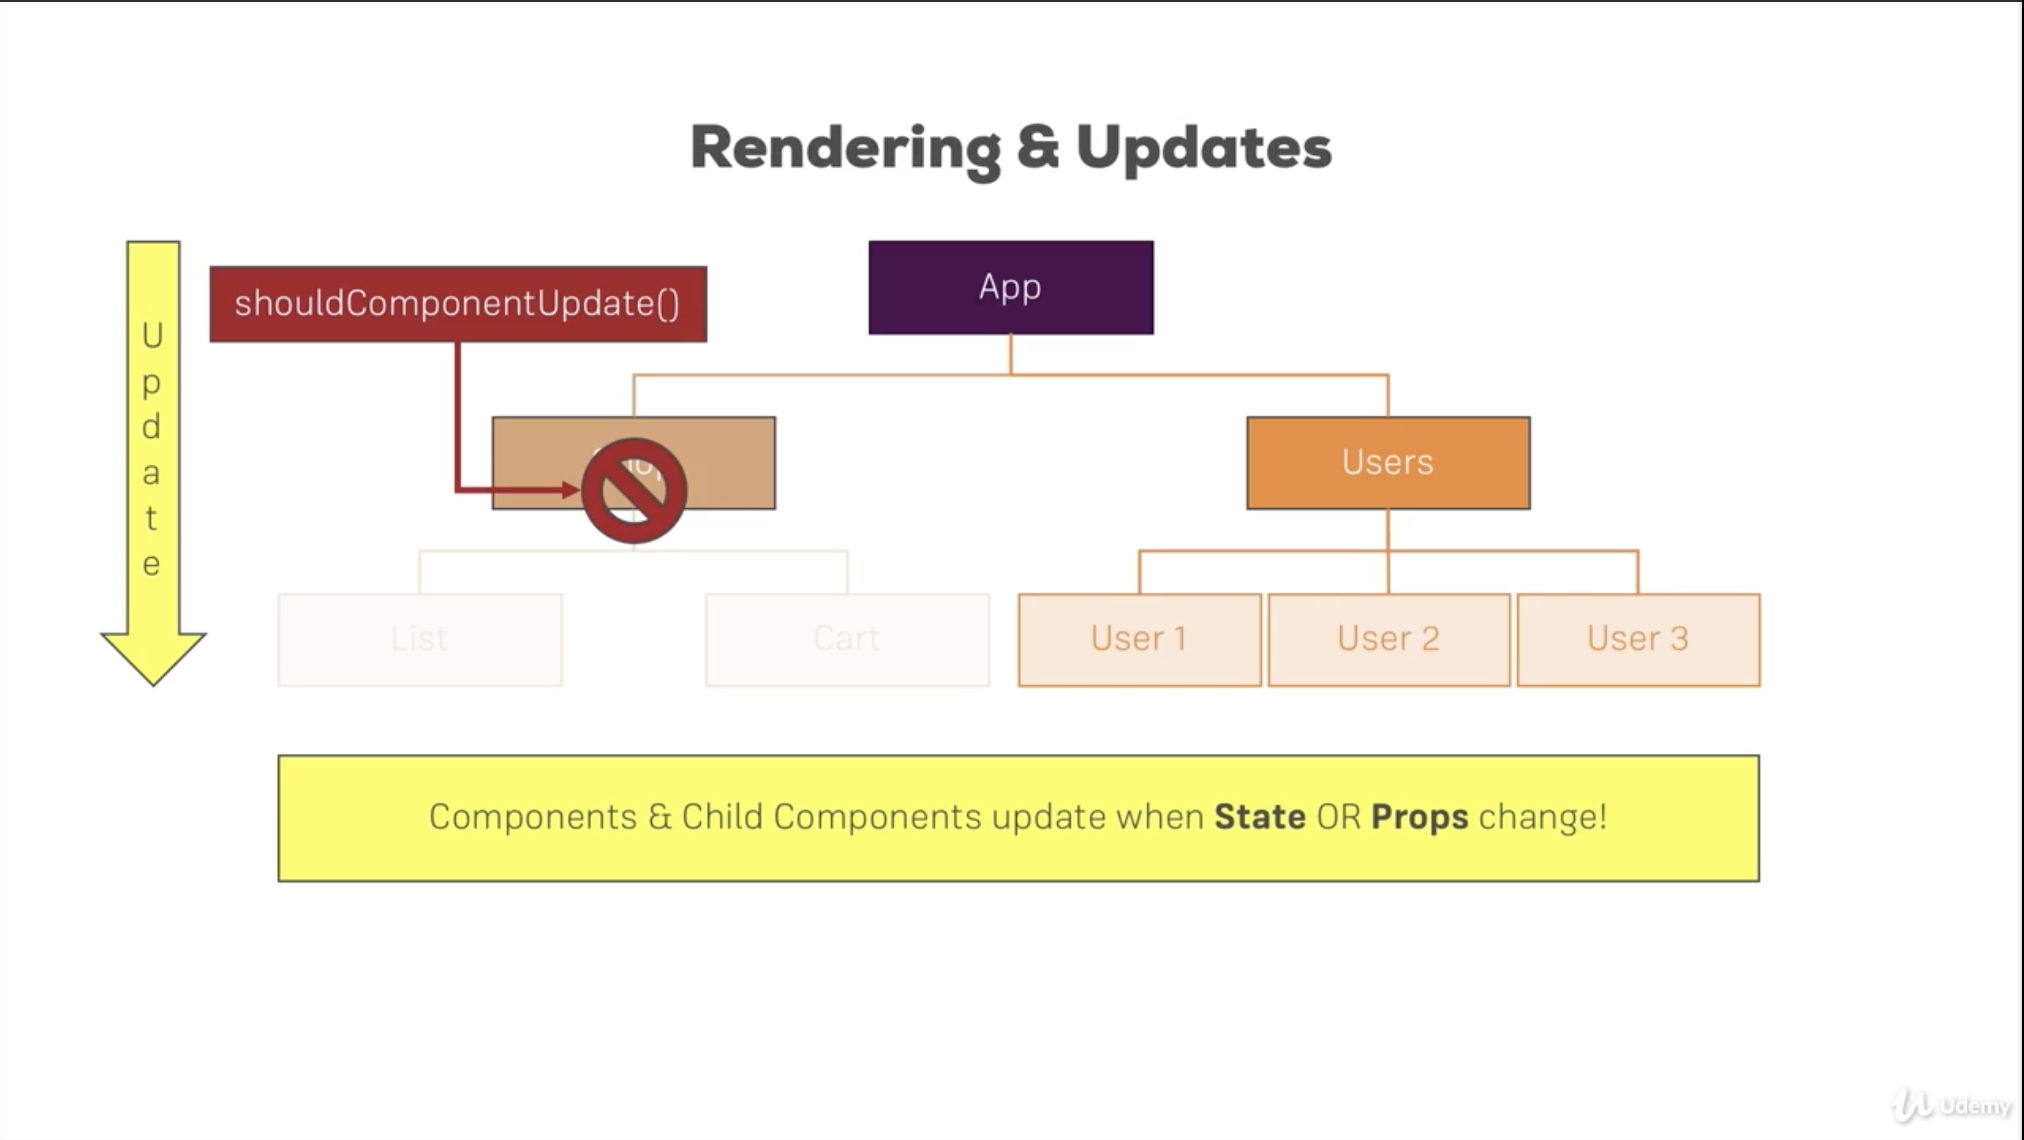 Rendering & Updates
Update
shouldComponentUpdate()
App
Users
List
Cart
User 1
User 2
User 3
Components & Child Components update when State OR Props change!
Udemy